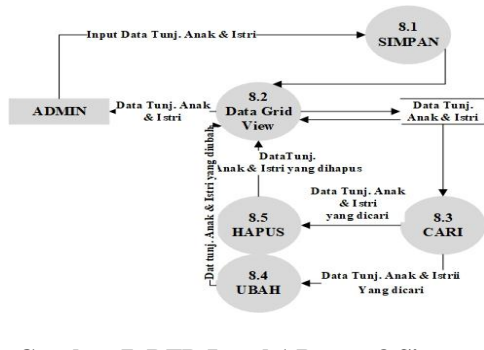 Input Data Tunj. Anak & Istri
8.1
SIMPAN
ADMIN
Data Tunj. Anak
& Istri
8.2
Data Grid
View
Data Tunj.
Anak & Istri
DataTunj.
Anak & Istri yang dihapus
Dat tunj. Anak & Istri yang diubah
Data Tunj. Anak
& Istri
yang dicari
8.5
HAPUS
8.3
CARI
8.4
UBAH
Data Tunj. Anak & Istrii
Yang dicari